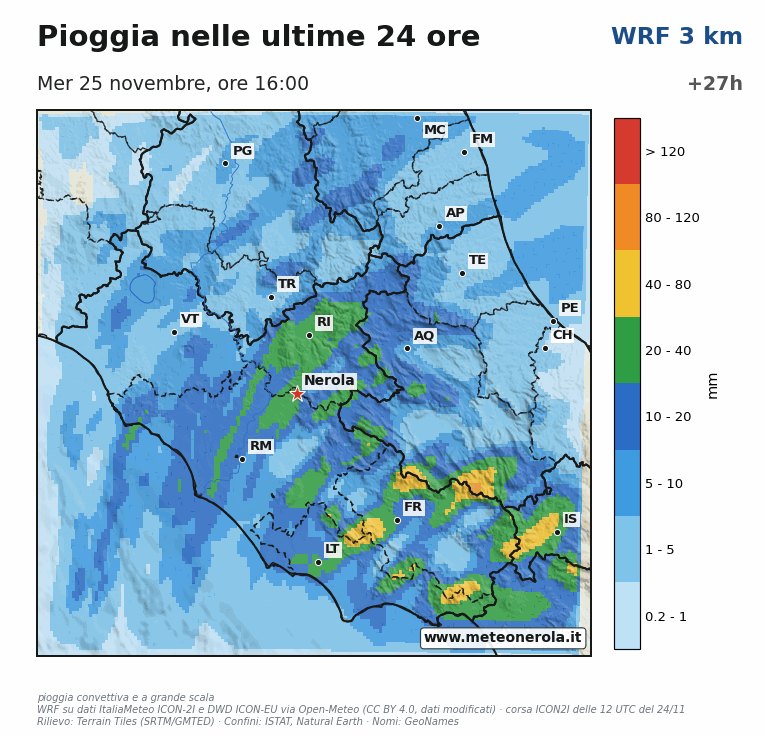 Pioggia nelle ultime 24 ore
WRF 3 km
Mer 25 novembre, ore 16:00
+27h
MC
FM
PG
AP
TE
TR
PE
VT
RI
AQ
CH
Nerola
RM
FR
IS
LT
www.meteonerola.it
> 120
80 - 120
40 - 80
20 - 40
10 - 20
5 - 10
1 - 5
0.2 - 1
mm
pioggia convettiva e a grande scala
WRF su dati ItaliaMeteo ICON-2I e DWD ICON-EU via Open-Meteo (CC BY 4.0, dati modificati) · corsa ICON2I delle 12 UTC del 24/11
Rilievo: Terrain Tiles (SRTM/GMTED) · Confini: ISTAT, Natural Earth · Nomi: GeoNames